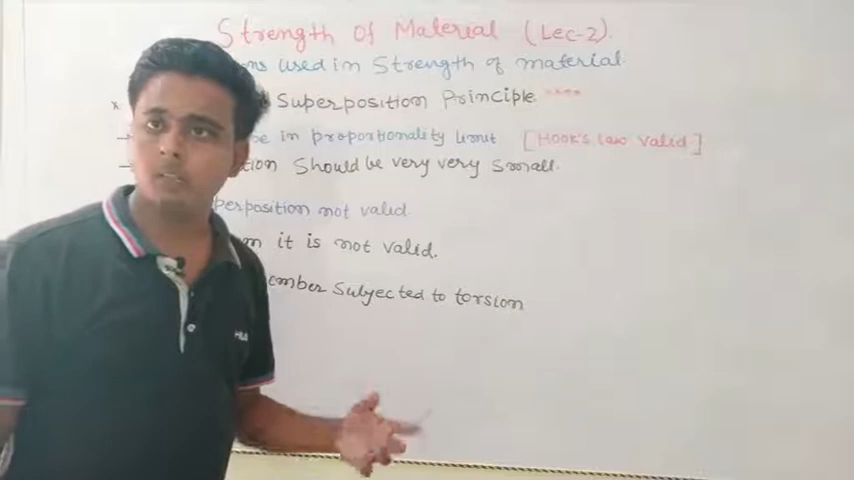 Strength of Material (Lec-2).
used in Strength of material.
* Superposition Principle ****
→ be in proportionality limit [Hook's law valid]
→ Should be very very Small.
perposition not valid.
it is not valid.
ember Subjected to torsion